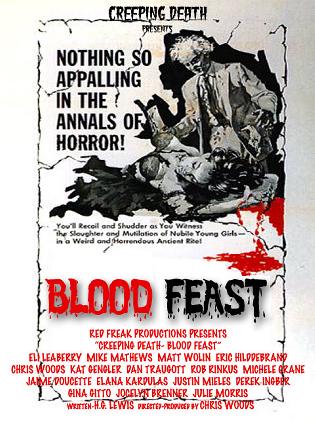 CREEPING DEATH
PRESENTS
NOTHING SO
APPALLING
IN THE
ANNALS OF
HORROR!
You'll Recoil and Shudder as You Witness
the Slaughter and Mutilation of Nubile Young Girls—
in a Weird and Horrendous Ancient Rite!
BLOOD FEAST
RED FREAK PRODUCTIONS PRESENTS
"CREEPING DEATH- BLOOD FEAST"
ELI LEABERRY MIKE MATHEWS MATT WOLIN ERIC HILDDEBRAND
CHRIS WOODS KAT GENGLER DAN TRAUGOTT ROB RINKUS MICHELE GRANE
JAYME DOUCETTE ELANA KARDULAS JUSTIN MIELES DEREK INGBER
GINA GITTO JOCELYN BRENNER JULIE MORRIS
WRITTEN-H.G. LEWIS DIRECTED-PRODUCED BY CHRIS WOODS